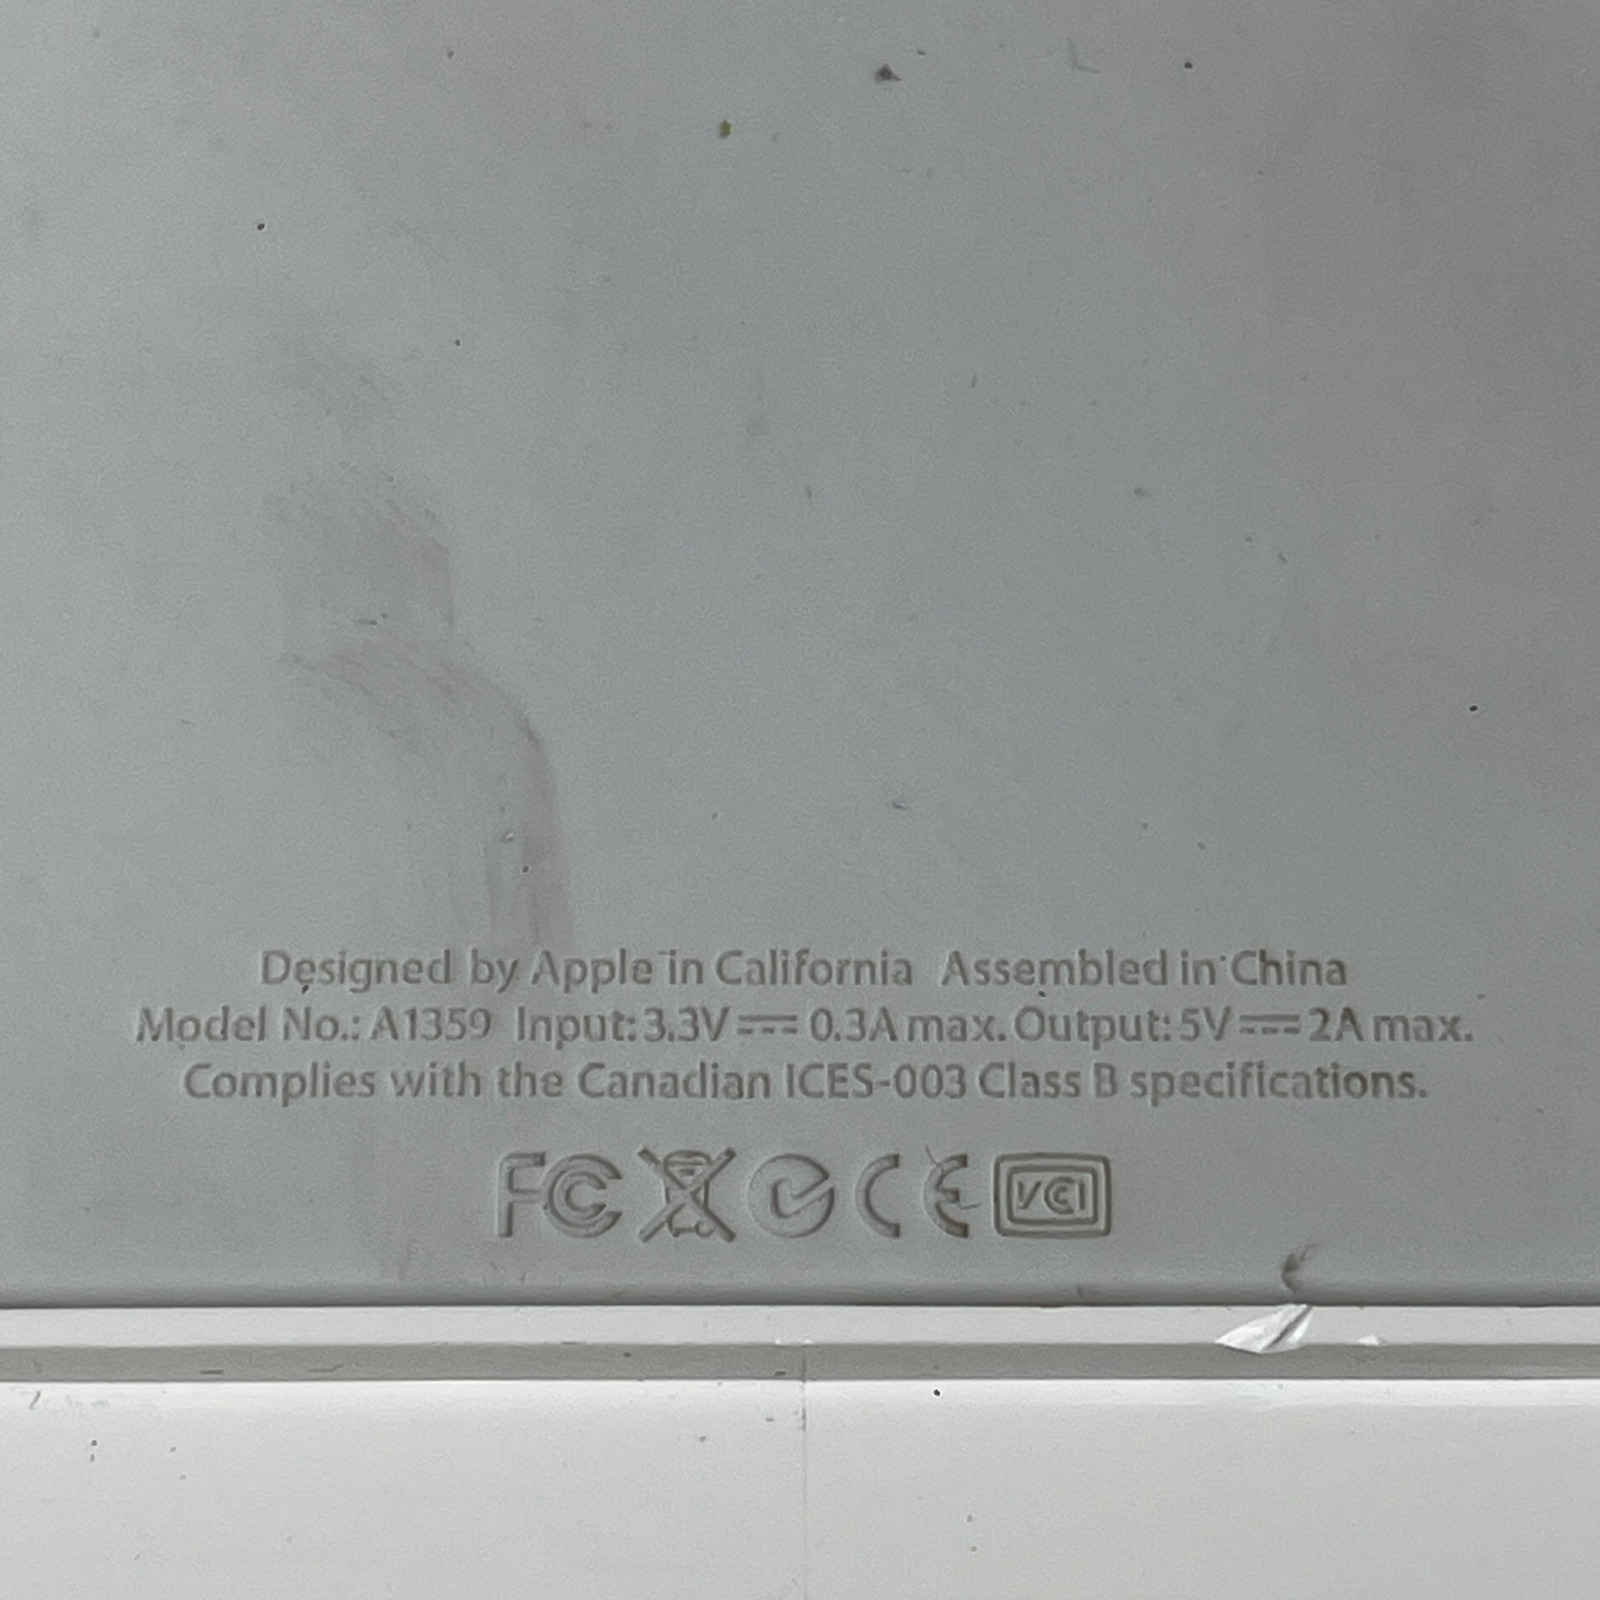 Designed by Apple in California Assembled in China
Model No.: A1359 Input: 3.3V⎓0.3A max. Output: 5V⎓2A max.
Complies with the Canadian ICES-003 Class B specifications.
FC CE VCI